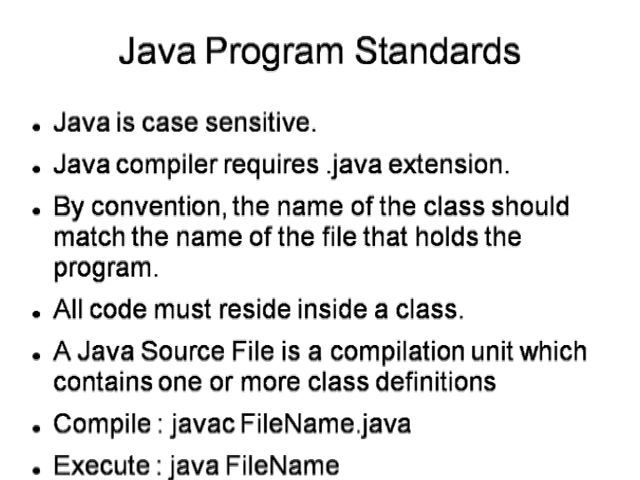 Java Program Standards
• Java is case sensitive.
• Java compiler requires .java extension.
• By convention, the name of the class should
match the name of the file that holds the
program.
• All code must reside inside a class.
• A Java Source File is a compilation unit which
contains one or more class definitions
• Compile : javac FileName.java
• Execute : java FileName